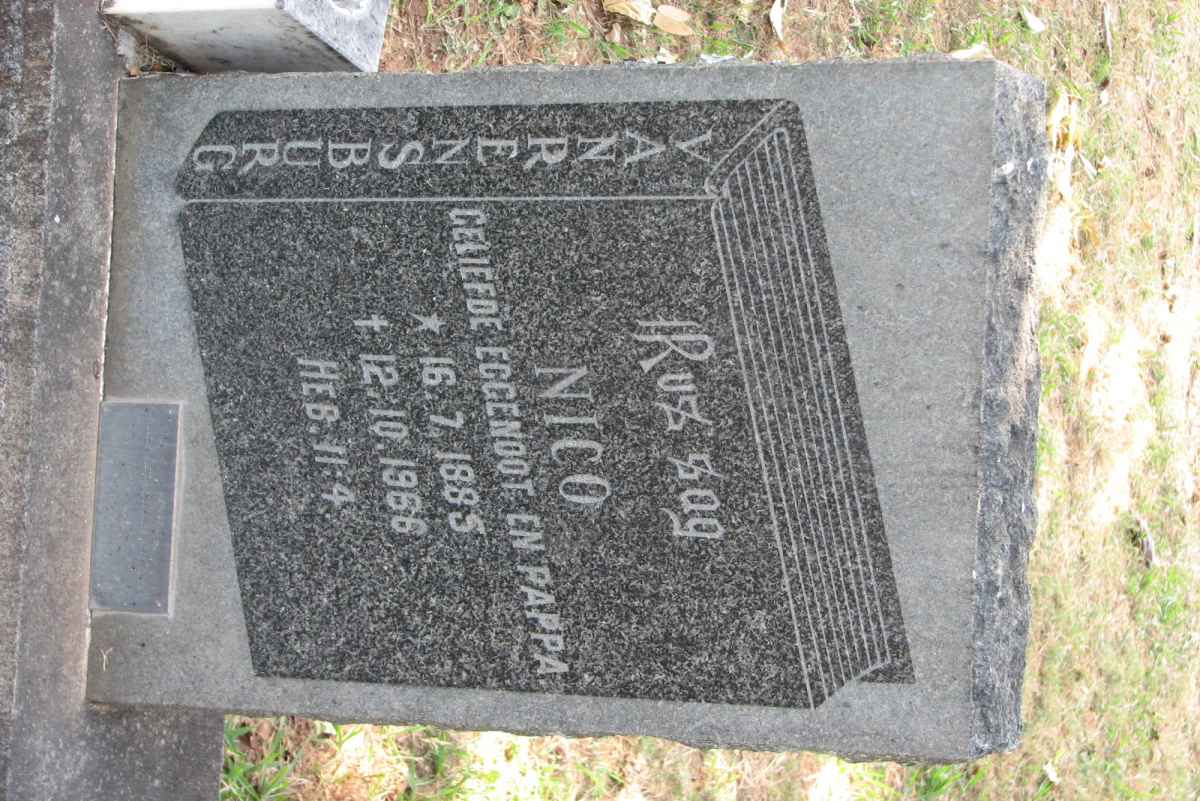 VAN RENSBURG
Rus sag
NICO
GELIEFDE EGGENOOT EN PAPPA
★ 16.7.1885
✝ 12.10.1966
HEB. 11:4